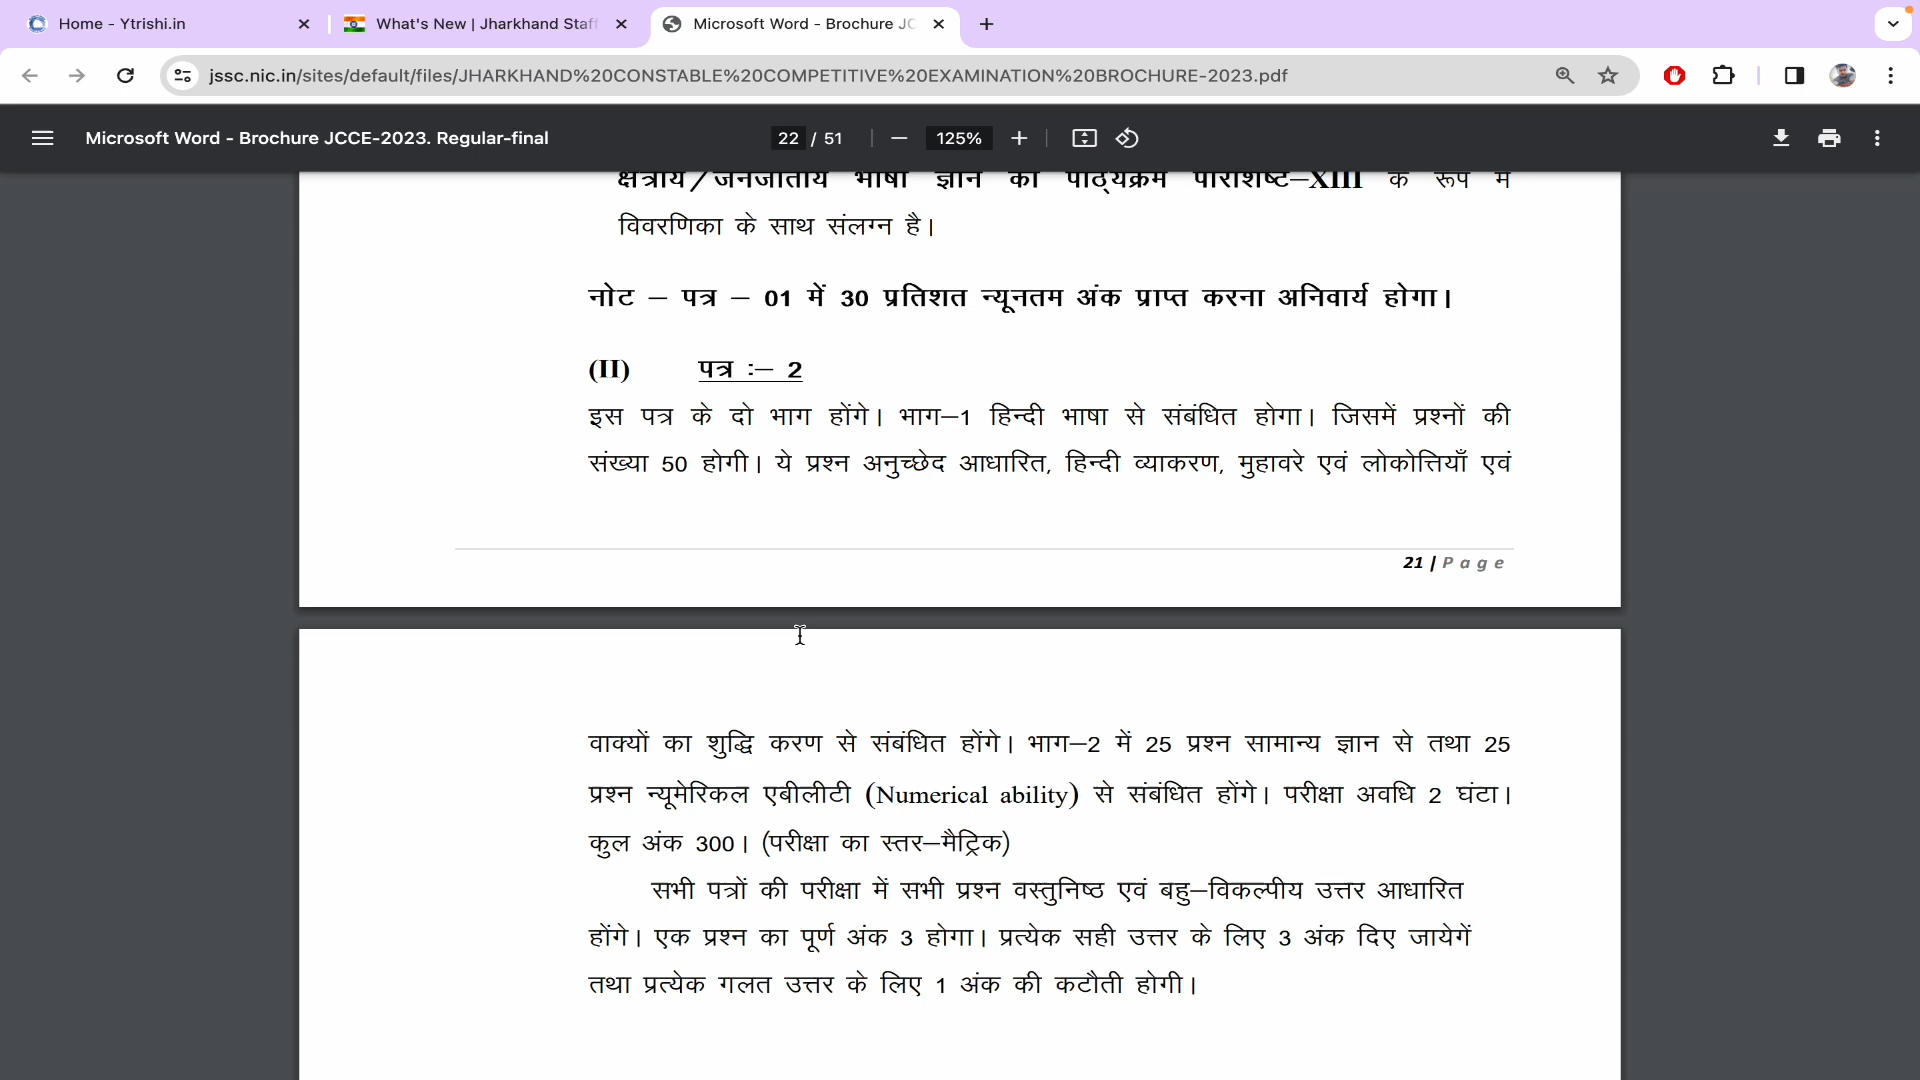 Home - Ytrishi.in
What's New | Jharkhand Staf
Microsoft Word - Brochure JC
jssc.nic.in/sites/default/files/JHARKHAND%20CONSTABLE%20COMPETITIVE%20EXAMINATION%20BROCHURE-2023.pdf
Microsoft Word - Brochure JCCE-2023. Regular-final
22 / 51
125%
क्षेत्रीय/जनजातीय भाषा ज्ञान का पाठ्यक्रम परिशिष्ट–XIII के रूप में
विवरणिका के साथ संलग्न है।
नोट – पत्र – 01 में 30 प्रतिशत न्यूनतम अंक प्राप्त करना अनिवार्य होगा।
(II) पत्र :– 2
इस पत्र के दो भाग होंगे। भाग–1 हिन्दी भाषा से संबंधित होगा। जिसमें प्रश्नों की
संख्या 50 होगी। ये प्रश्न अनुच्छेद आधारित, हिन्दी व्याकरण, मुहावरे एवं लोकोत्तियाँ एवं
21 | P a g e
वाक्यों का शुद्धि करण से संबंधित होंगे। भाग–2 में 25 प्रश्न सामान्य ज्ञान से तथा 25
प्रश्न न्यूमेरिकल एबीलीटी (Numerical ability) से संबंधित होंगे। परीक्षा अवधि 2 घंटा।
कुल अंक 300। (परीक्षा का स्तर–मैट्रिक)
सभी पत्रों की परीक्षा में सभी प्रश्न वस्तुनिष्ठ एवं बहु–विकल्पीय उत्तर आधारित
होंगे। एक प्रश्न का पूर्ण अंक 3 होगा। प्रत्येक सही उत्तर के लिए 3 अंक दिए जायेगें
तथा प्रत्येक गलत उत्तर के लिए 1 अंक की कटौती होगी।